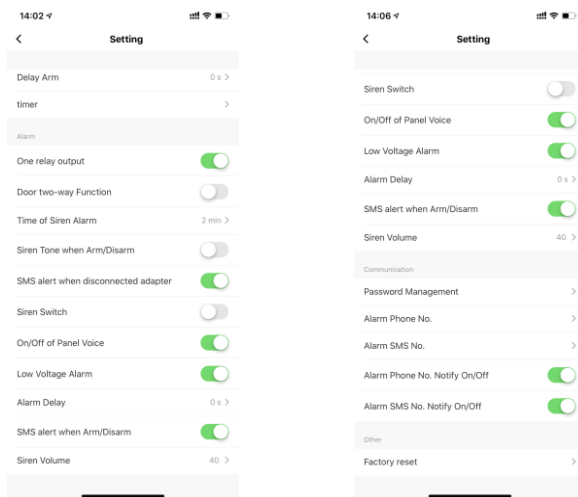 14:02
Setting
Delay Arm 0 s
timer
Alarm
One relay output
Door two-way Function
Time of Siren Alarm 2 min
Siren Tone when Arm/Disarm
SMS alert when disconnected adapter
Siren Switch
On/Off of Panel Voice
Low Voltage Alarm
Alarm Delay 0 s
SMS alert when Arm/Disarm
Siren Volume 40
14:06
Setting
Siren Switch
On/Off of Panel Voice
Low Voltage Alarm
Alarm Delay 0 s
SMS alert when Arm/Disarm
Siren Volume 40
Communication
Password Management
Alarm Phone No.
Alarm SMS No.
Alarm Phone No. Notify On/Off
Alarm SMS No. Notify On/Off
Other
Factory reset